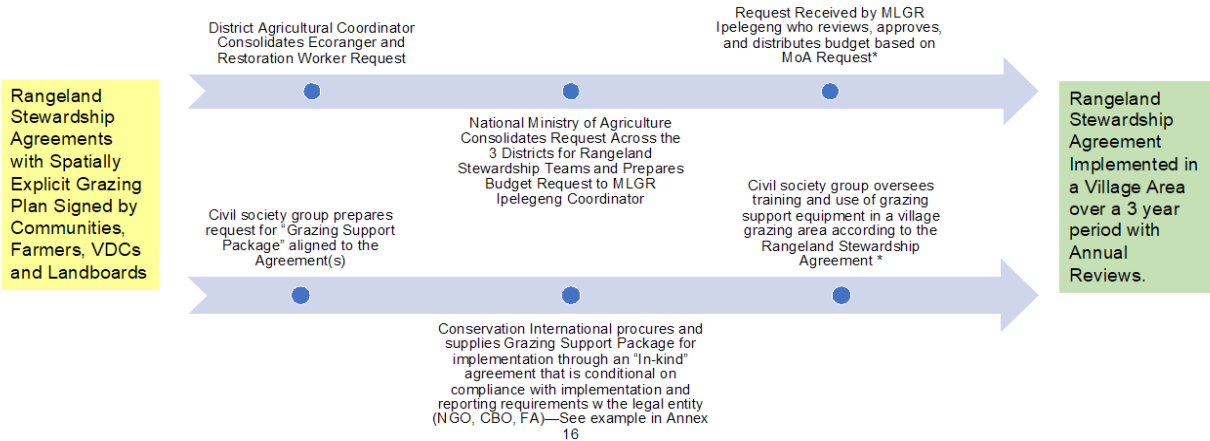 Rangeland
Stewardship
Agreements
with Spatially
Explicit Grazing
Plan Signed by
Communities,
Farmers, VDCs
and Landboards
District Agricultural Coordinator
Consolidates Ecoranger and
Restoration Worker Request
National Ministry of Agriculture
Consolidates Request Across the
3 Districts for Rangeland
Stewardship Teams and Prepares
Budget Request to MLGR
Ipelegeng Coordinator
Request Received by MLGR
Ipelegeng who reviews, approves,
and distributes budget based on
MoA Request*
Civil society group prepares
request for “Grazing Support
Package” aligned to the
Agreement(s)
Conservation International procures and
supplies Grazing Support Package for
implementation through an “In-kind”
agreement that is conditional on
compliance with implementation and
reporting requirements w the legal entity
(NGO, CBO, FA)—See example in Annex
16
Civil society group oversees
training and use of grazing
support equipment in a village
grazing area according to the
Rangeland Stewardship
Agreement *
Rangeland
Stewardship
Agreement
Implemented in
a Village Area
over a 3 year
period with
Annual
Reviews.